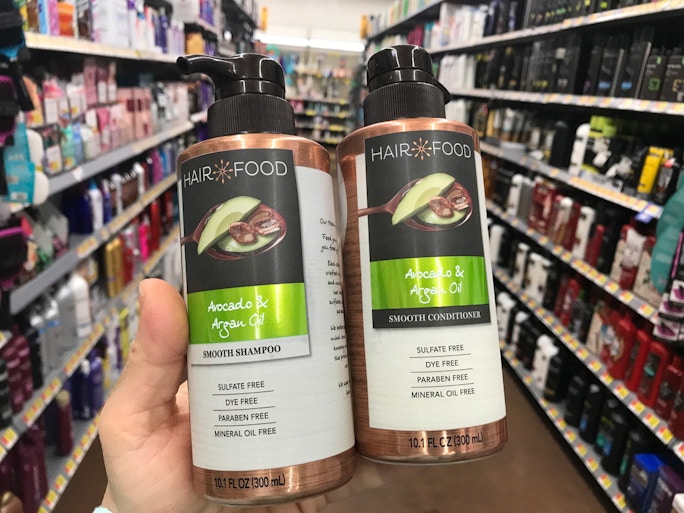 HAIR FOOD
Avocado &
Argan Oil
SMOOTH SHAMPOO
SULFATE FREE
DYE FREE
PARABEN FREE
MINERAL OIL FREE
10.1 FL OZ (300 mL)
HAIR FOOD
Avocado &
Argan Oil
SMOOTH CONDITIONER
SULFATE FREE
DYE FREE
PARABEN FREE
MINERAL OIL FREE
10.1 FL OZ (300 mL)